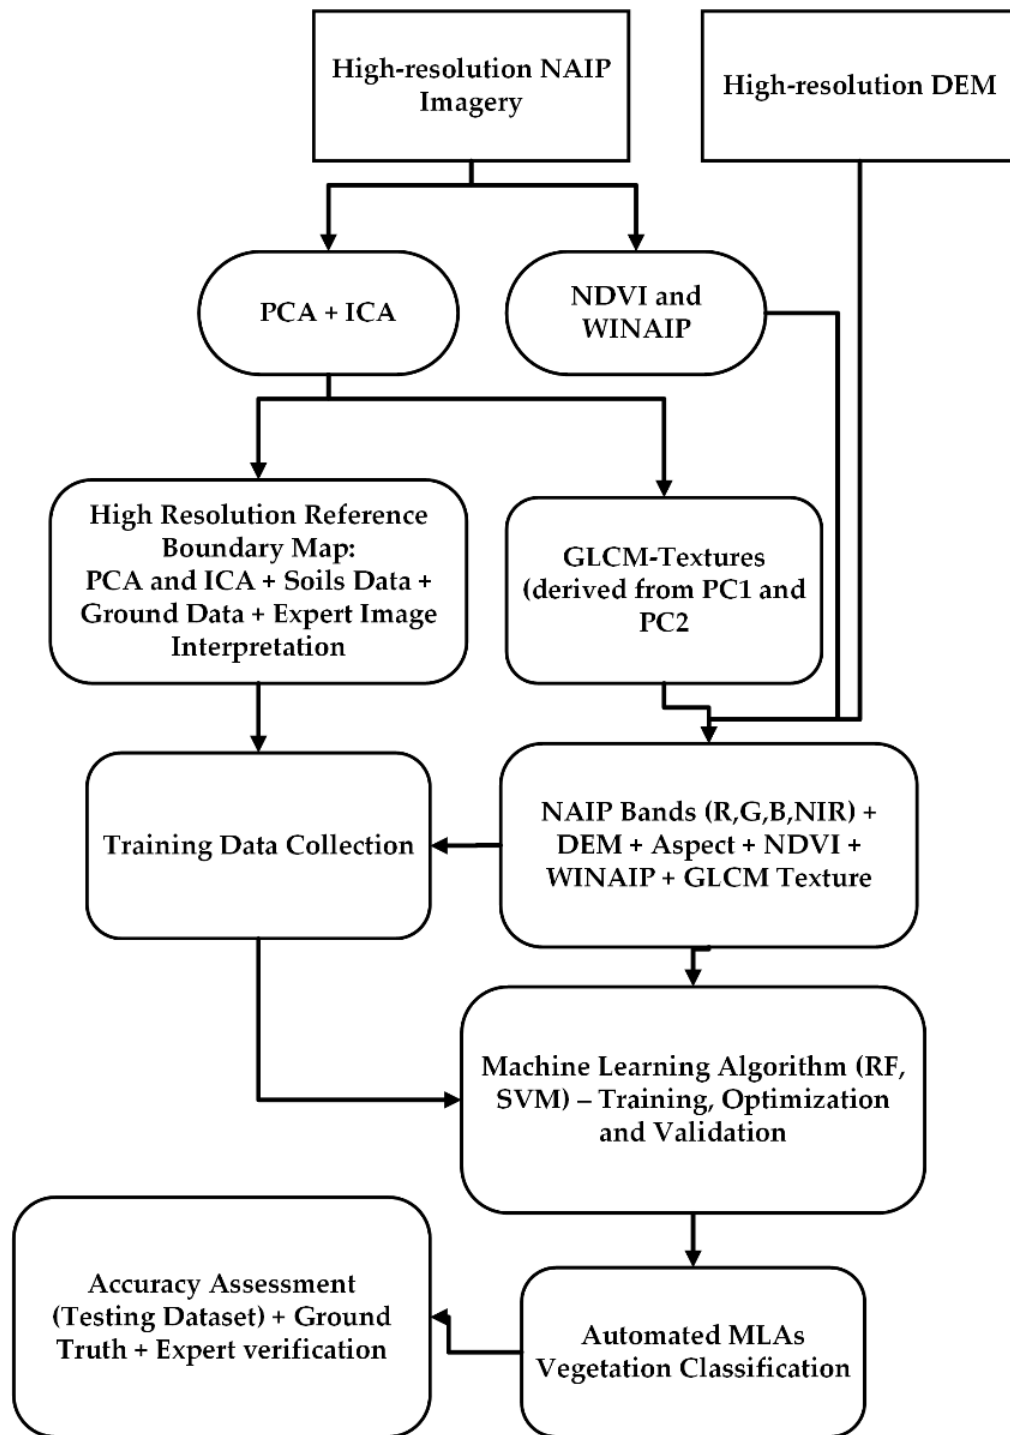 High-resolution NAIP
Imagery
High-resolution DEM
PCA + ICA
NDVI and
WINAIP
High Resolution Reference
Boundary Map:
PCA and ICA + Soils Data +
Ground Data + Expert Image
Interpretation
GLCM-Textures
(derived from PC1 and
PC2
Training Data Collection
NAIP Bands (R,G,B,NIR) +
DEM + Aspect + NDVI +
WINAIP + GLCM Texture
Machine Learning Algorithm (RF,
SVM) – Training, Optimization
and Validation
Accuracy Assessment
(Testing Dataset) + Ground
Truth + Expert verification
Automated MLAs
Vegetation Classification